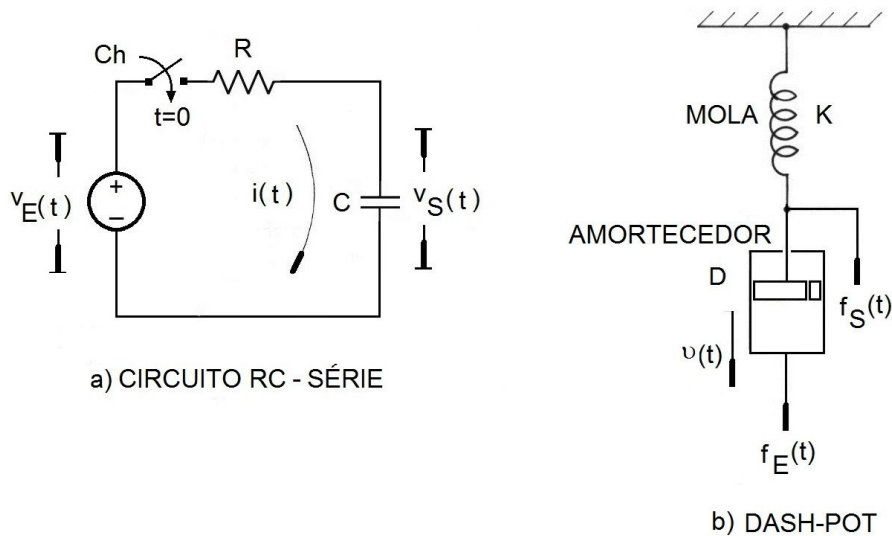 Ch
R
t=0
vE(t)
+
–
i(t)
C
vS(t)
a) CIRCUITO RC - SÉRIE
MOLA
K
AMORTECEDOR
D
fS(t)
υ(t)
fE(t)
b) DASH-POT